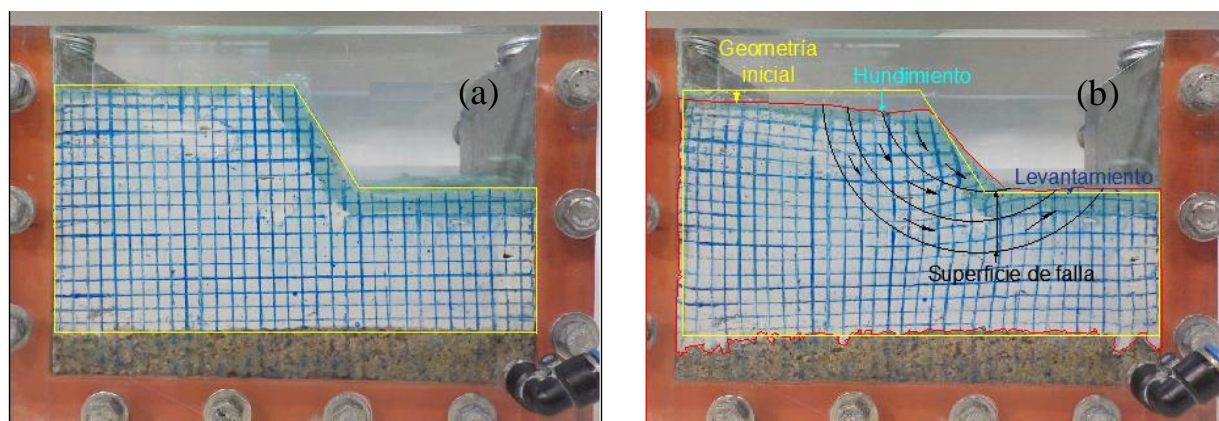 (a)
Geometría
inicial
Hundimiento
(b)
Levantamiento
Superficie de falla